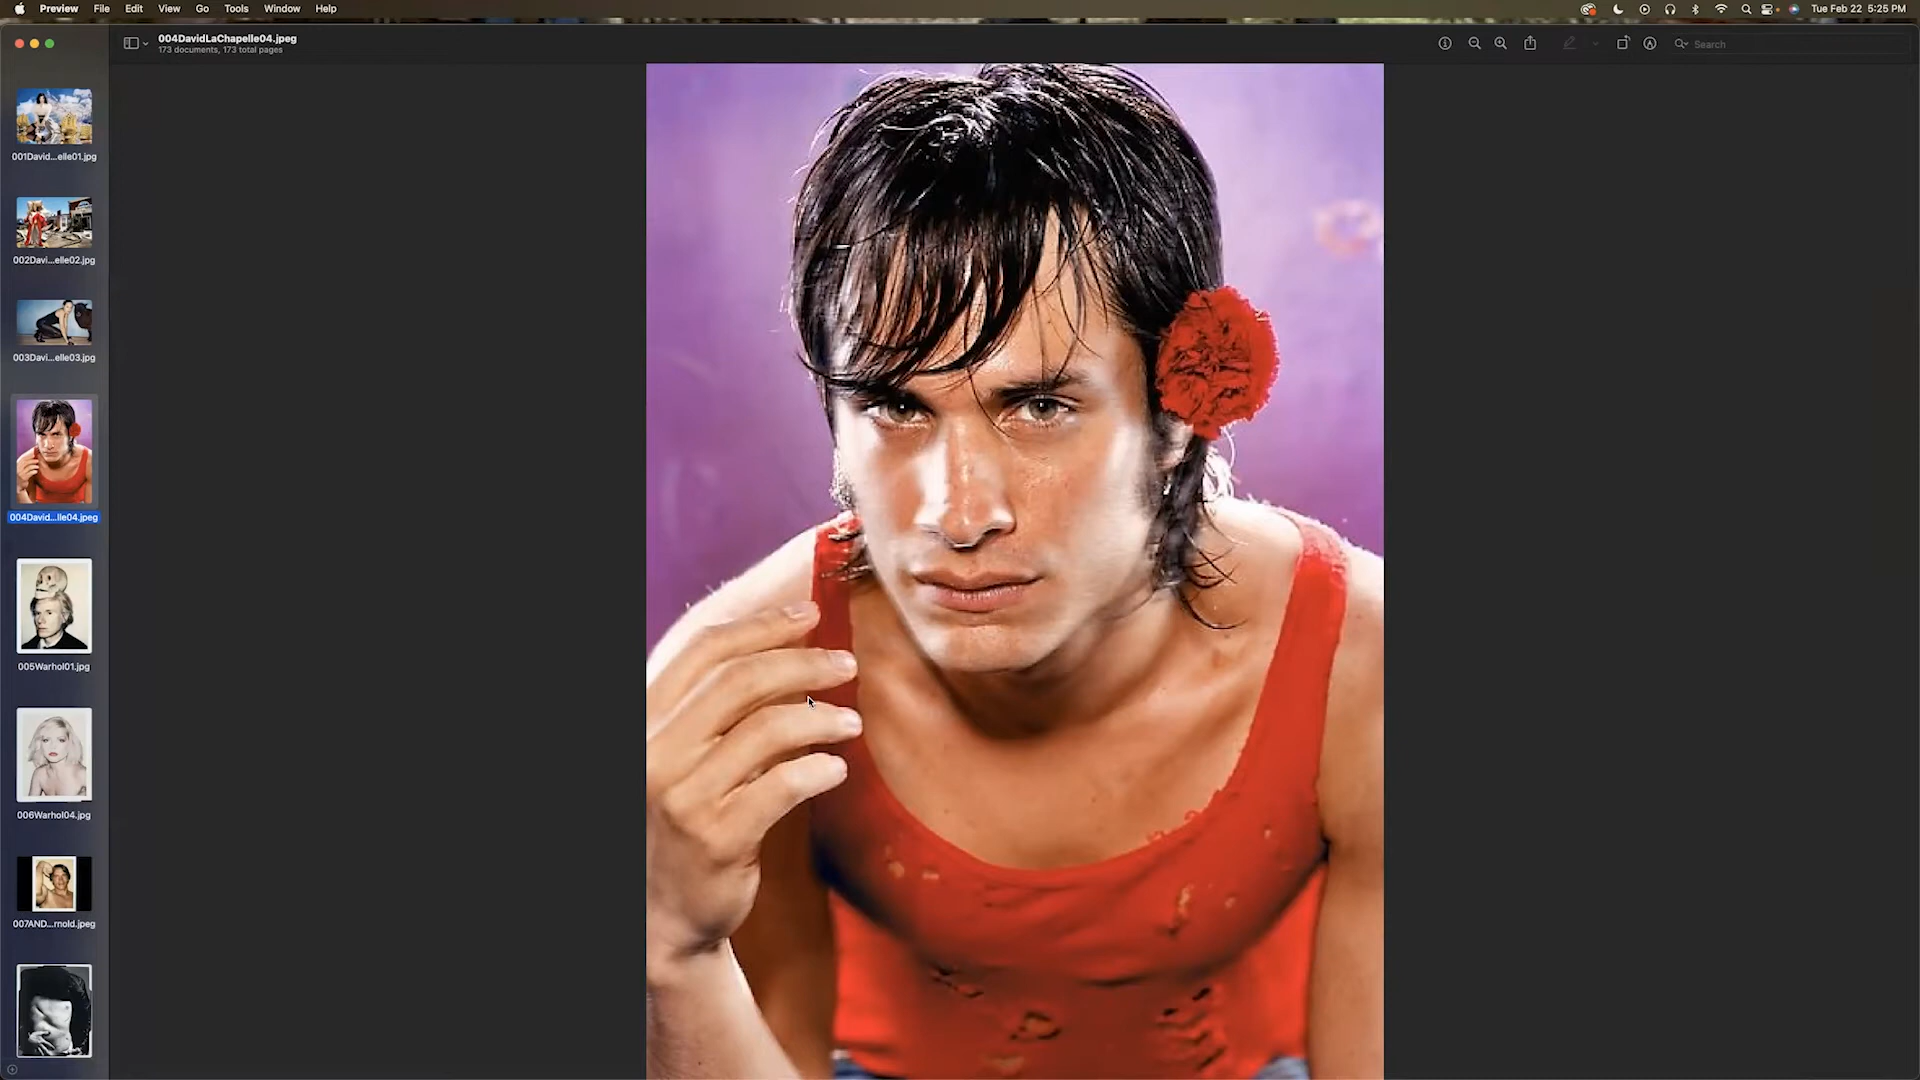 Preview File Edit View Go Tools Window Help
Tue Feb 22 5:25 PM
004DavidLaChapelle04.jpeg
173 documents, 173 total pages
Search
001David...elle01.jpg
002Davi...elle02.jpg
003Davi...elle03.jpg
004David...lle04.jpeg
005Warhol01.jpg
006Warhol04.jpg
007AND...rnold.jpeg